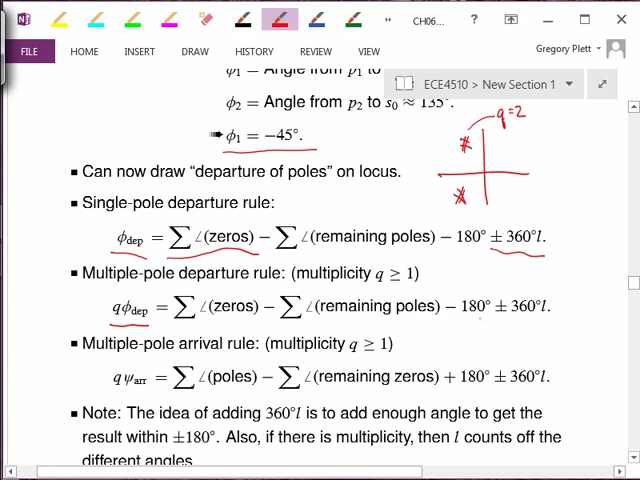 CH06...
FILE HOME INSERT DRAW HISTORY REVIEW VIEW
Gregory Plett
ECE4510 > New Section 1
ϕ₁ = Angle from p₁ to
ϕ₂ = Angle from p₂ to s₀ ≈ 135°.
ϕ₁ = −45°.
q=2
■ Can now draw “departure of poles” on locus.
■ Single-pole departure rule:
ϕ_dep = ∑ ∠(zeros) − ∑ ∠(remaining poles) − 180° ± 360°l.
■ Multiple-pole departure rule: (multiplicity q ≥ 1)
qϕ_dep = ∑ ∠(zeros) − ∑ ∠(remaining poles) − 180° ± 360°l.
■ Multiple-pole arrival rule: (multiplicity q ≥ 1)
qψ_arr = ∑ ∠(poles) − ∑ ∠(remaining zeros) + 180° ± 360°l.
■ Note: The idea of adding 360°l is to add enough angle to get the
result within ±180°. Also, if there is multiplicity, then l counts off the
different angles.